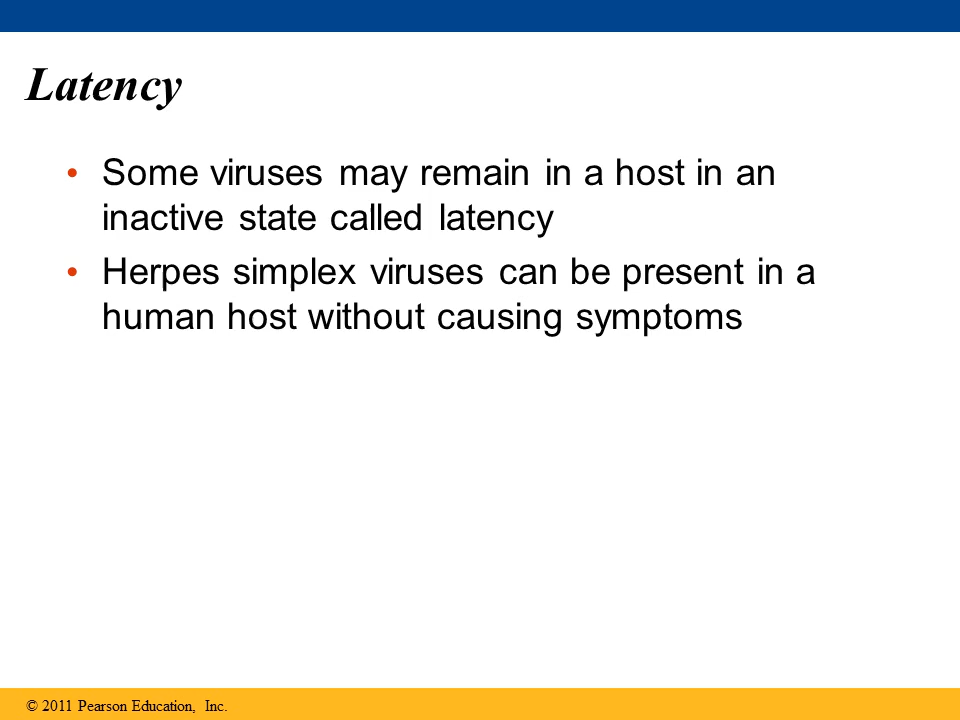 Latency
• Some viruses may remain in a host in an
inactive state called latency
• Herpes simplex viruses can be present in a
human host without causing symptoms
© 2011 Pearson Education, Inc.